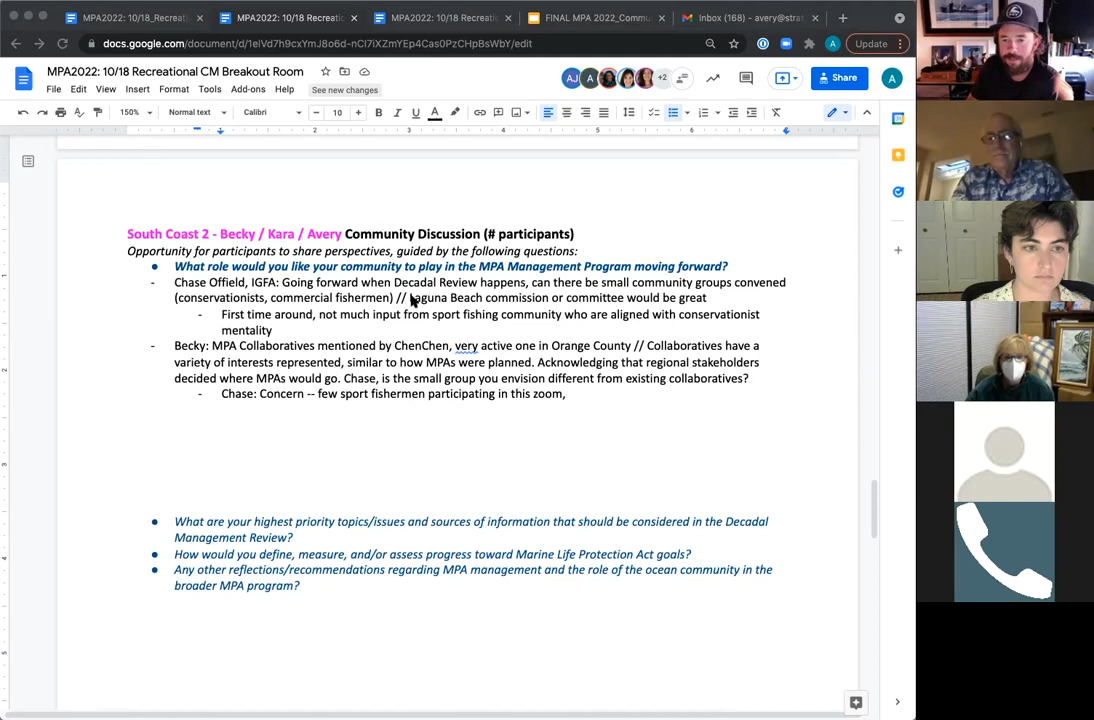 MPA2022: 10/18_Recreati
MPA2022: 10/18 Recreatio
MPA2022: 10/18 Recreatio
FINAL MPA 2022_Commu
Inbox (168) - avery@strat
docs.google.com/document/d/1elVd7h9cxYmJ8o6d-nCI7iXZmYEp4Cas0PzCHpBsWbY/edit
Update
MPA2022: 10/18 Recreational CM Breakout Room
File Edit View Insert Format Tools Add-ons Help See new changes
AJ A +2 Share A
150% Normal text Calibri 10
South Coast 2 - Becky / Kara / Avery Community Discussion (# participants)
Opportunity for participants to share perspectives, guided by the following questions:
What role would you like your community to play in the MPA Management Program moving forward?
- Chase Offield, IGFA: Going forward when Decadal Review happens, can there be small community groups convened
(conservationists, commercial fishermen) // Laguna Beach commission or committee would be great
- First time around, not much input from sport fishing community who are aligned with conservationist
mentality
- Becky: MPA Collaboratives mentioned by ChenChen, very active one in Orange County // Collaboratives have a
variety of interests represented, similar to how MPAs were planned. Acknowledging that regional stakeholders
decided where MPAs would go. Chase, is the small group you envision different from existing collaboratives?
- Chase: Concern -- few sport fishermen participating in this zoom,
What are your highest priority topics/issues and sources of information that should be considered in the Decadal
Management Review?
How would you define, measure, and/or assess progress toward Marine Life Protection Act goals?
Any other reflections/recommendations regarding MPA management and the role of the ocean community in the
broader MPA program?